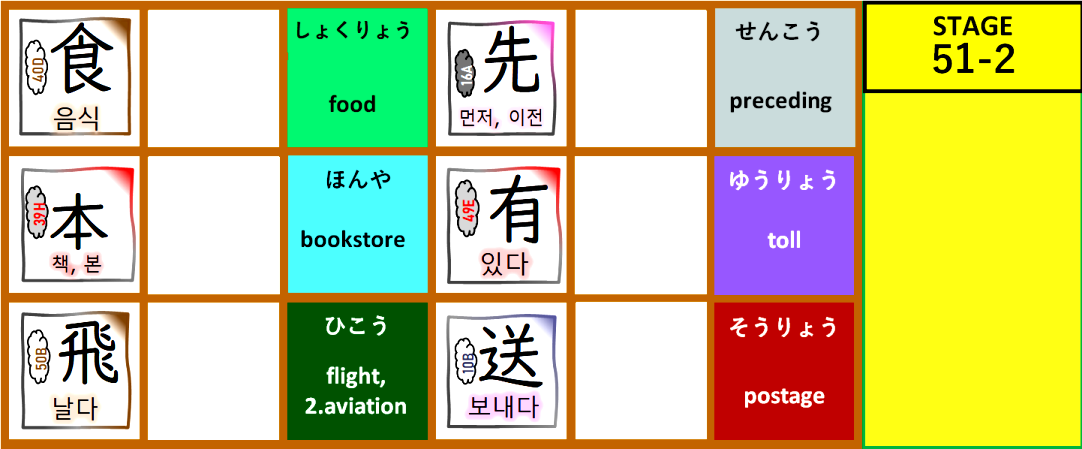 食
40D
음식
しょくりょう
food
先
16A
먼저, 이전
せんこう
preceding
STAGE
51-2
本
39H
책, 본
ほんや
bookstore
有
49E
있다
ゆうりょう
toll
飛
50B
날다
ひこう
flight,
2.aviation
送
10B
보내다
そうりょう
postage